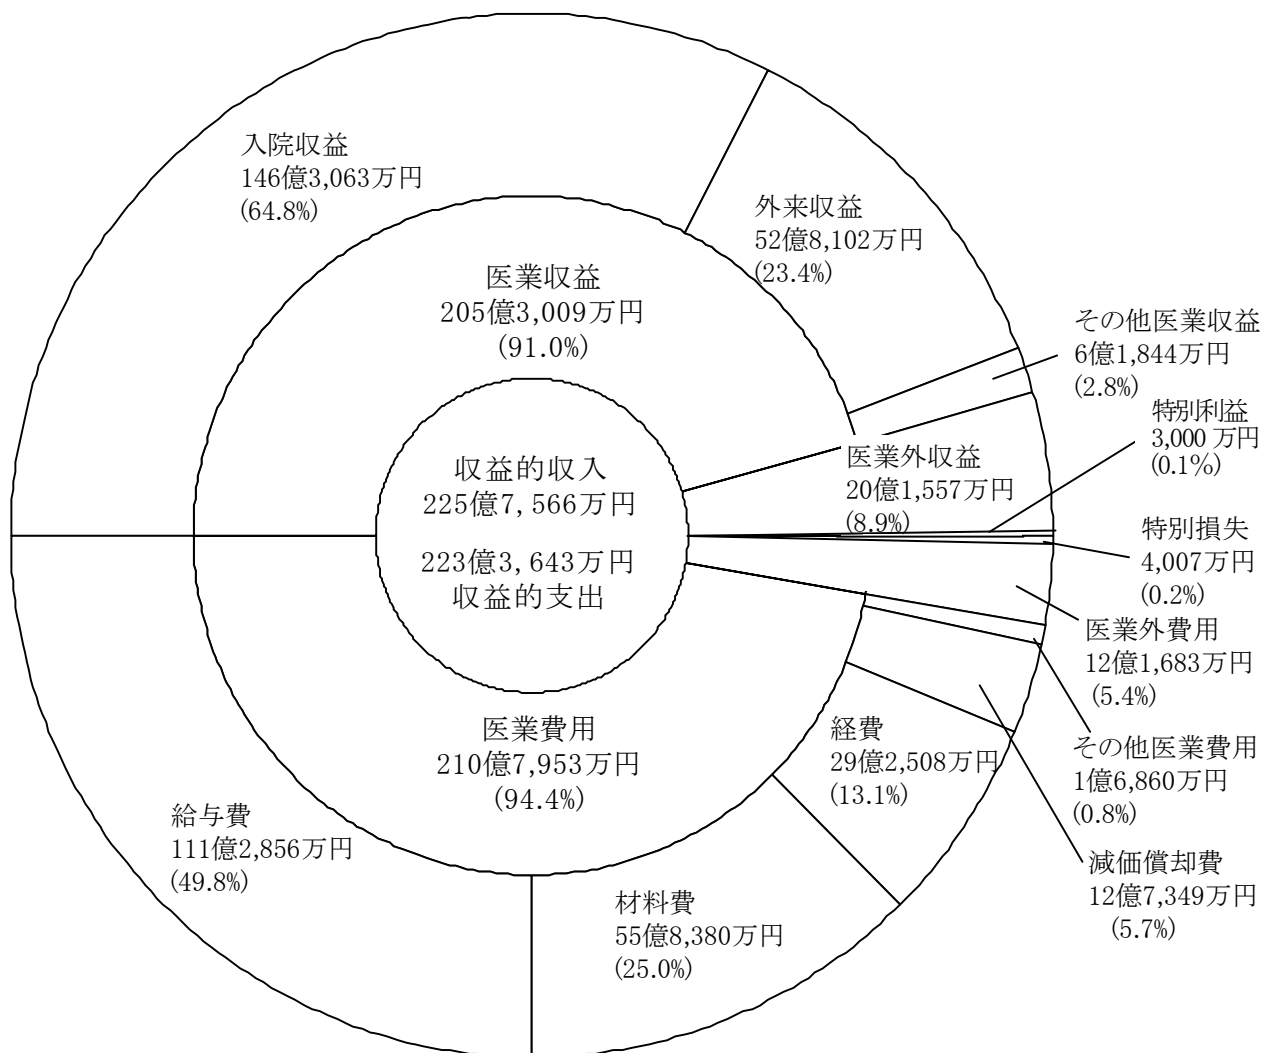 入院収益
146億3,063万円
(64.8%)
外来収益
52億8,102万円
(23.4%)
医業収益
205億3,009万円
(91.0%)
その他医業収益
6億1,844万円
(2.8%)
特別利益
3,000 万円
(0.1%)
医業外収益
20億1,557万円
(8.9%)
収益的収入
225億7,566万円
223億3,643万円
収益的支出
特別損失
4,007万円
(0.2%)
医業外費用
12億1,683万円
(5.4%)
医業費用
210億7,953万円
(94.4%)
経費
29億2,508万円
(13.1%)
その他医業費用
1億6,860万円
(0.8%)
給与費
111億2,856万円
(49.8%)
減価償却費
12億7,349万円
(5.7%)
材料費
55億8,380万円
(25.0%)